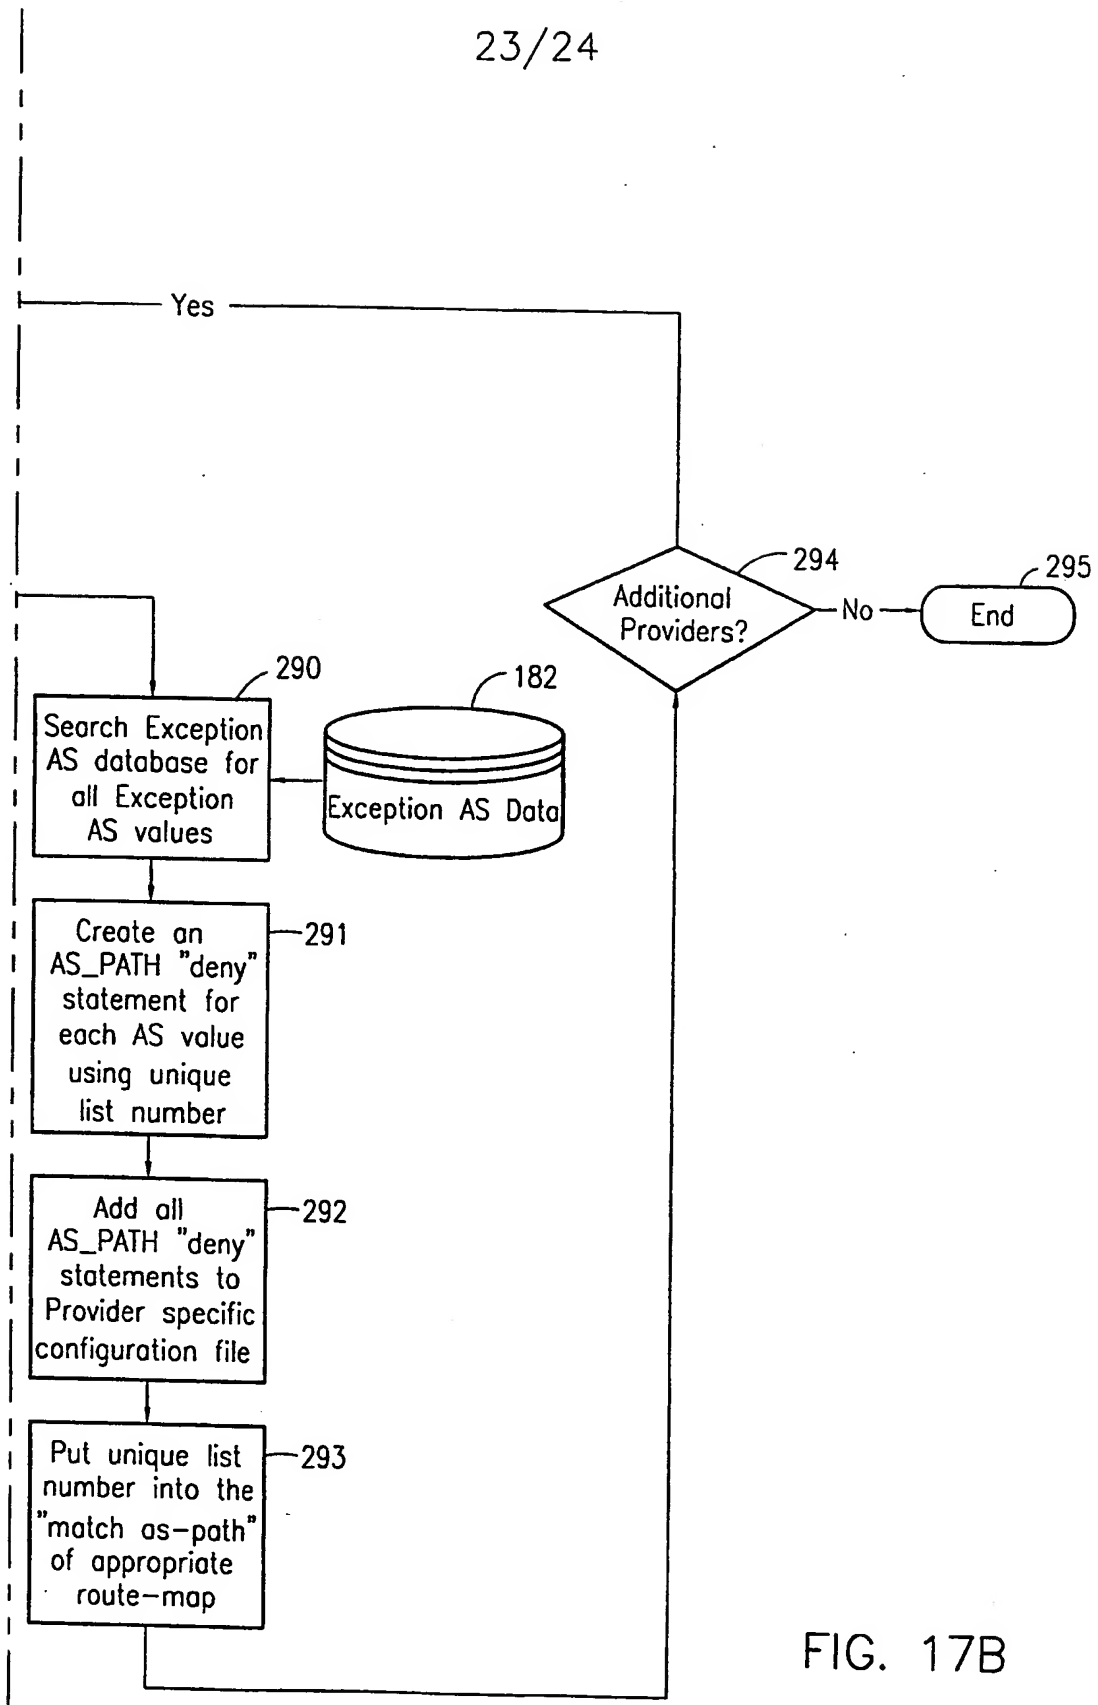 23/24
Yes
294
Additional
Providers?
No
295
End
290
Search Exception
AS database for
all Exception
AS values
182
Exception AS Data
Create an
AS_PATH "deny"
statement for
each AS value
using unique
list number
291
Add all
AS_PATH "deny"
statements to
Provider specific
configuration file
292
Put unique list
number into the
"match as-path"
of appropriate
route-map
293
FIG. 17B